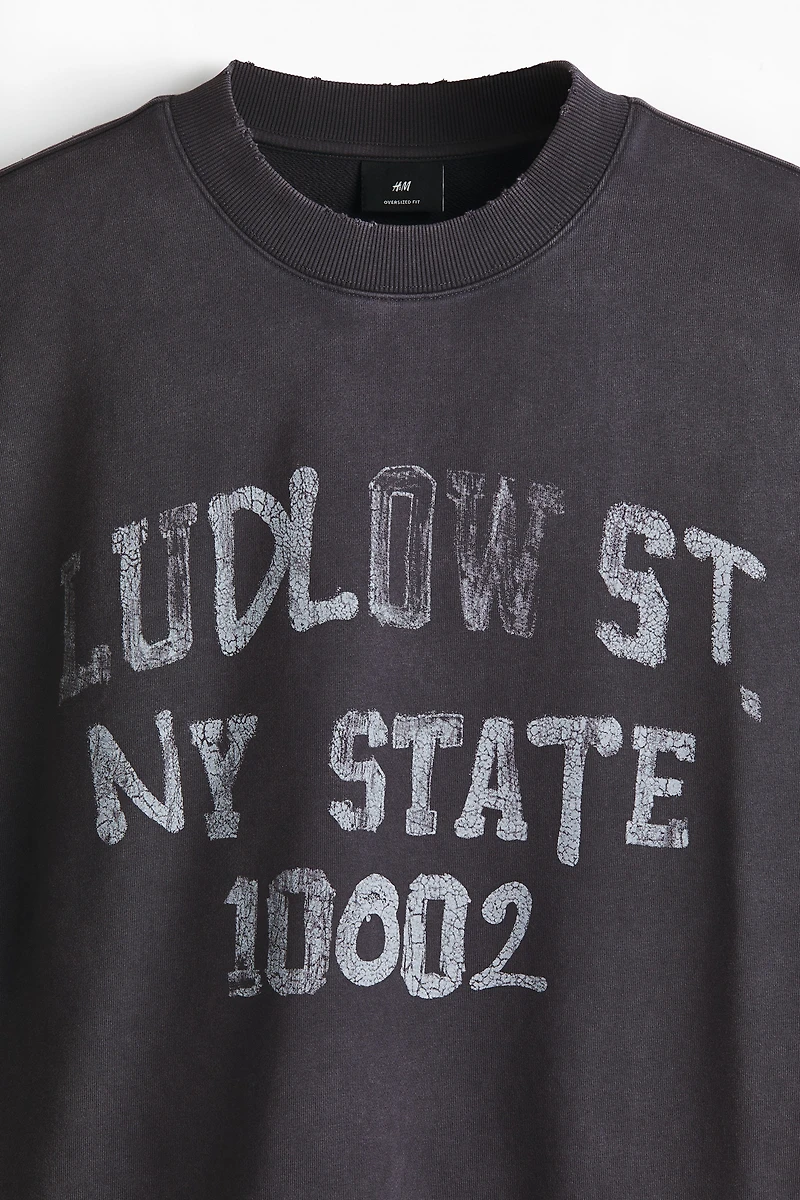 H&M
OVERSIZED FIT
LUDLOW ST.
NY STATE
10002